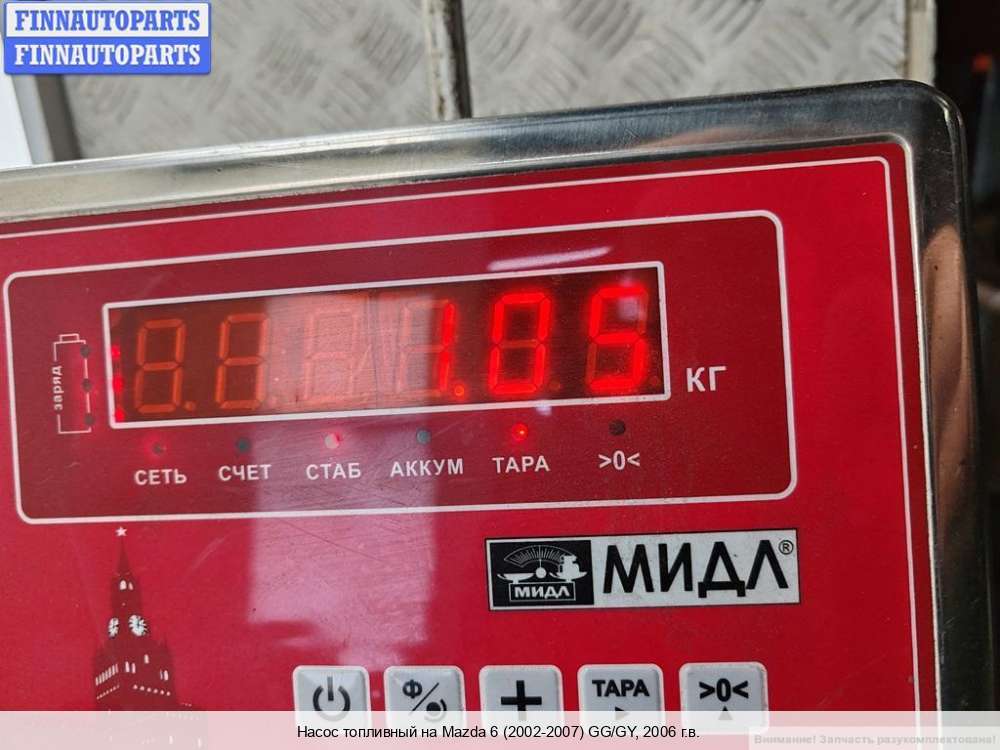 FINNAUTOPARTS
FINNAUTOPARTS
заряд
1.05
КГ
СЕТЬ СЧЕТ СТАБ АККУМ ТАРА >0<
МИДЛ МИДЛ®
Ф ТАРА >0<
Насос топливный на Mazda 6 (2002-2007) GG/GY, 2006 г.в.
Внимание! Запчасть разукомплектована!